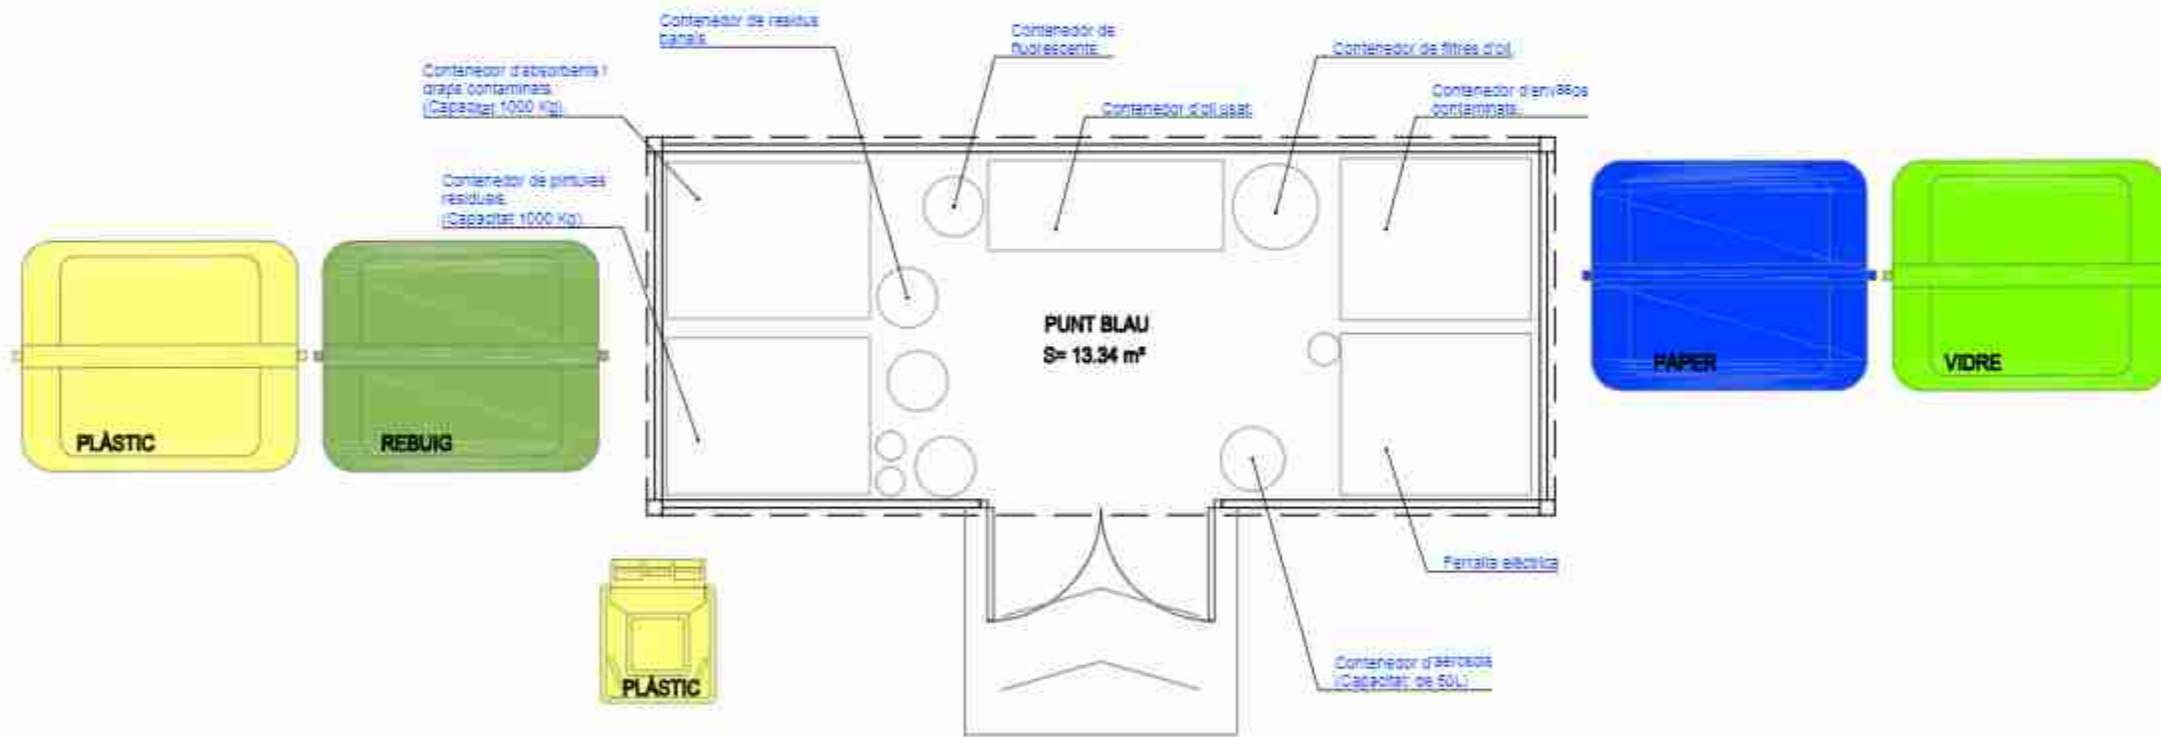 Contenedor de residus
banals.
Contenedor de
fluorescents.
Contenedor de filtres d'oli.
Contenedor d'absorbents i
draps contaminats.
(Capacitat 1000 Kg).
Contenedor d'envasos
contaminats.
Contenedor d'oli usat.
Contenedor de pintures
residuals.
(Capacitat 1000 Kg)
PUNT BLAU
S= 13.34 m²
PLÀSTIC
REBUIG
PAPER
VIDRE
Ferralla elèctrica
Contenedor d'aerosols
(Capacitat de 50L)
PLÀSTIC